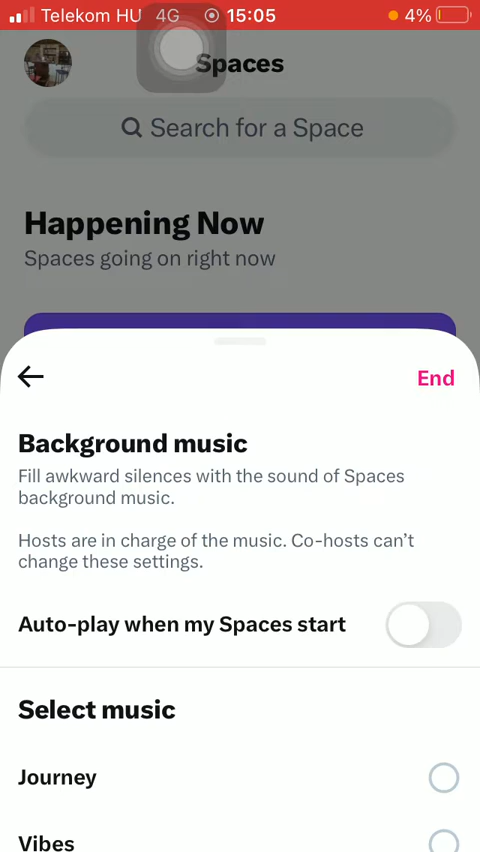 Telekom HU 4G 15:05 4%
Spaces
Search for a Space
Happening Now
Spaces going on right now
End
Background music
Fill awkward silences with the sound of Spaces
background music.
Hosts are in charge of the music. Co-hosts can’t
change these settings.
Auto-play when my Spaces start
Select music
Journey
Vibes